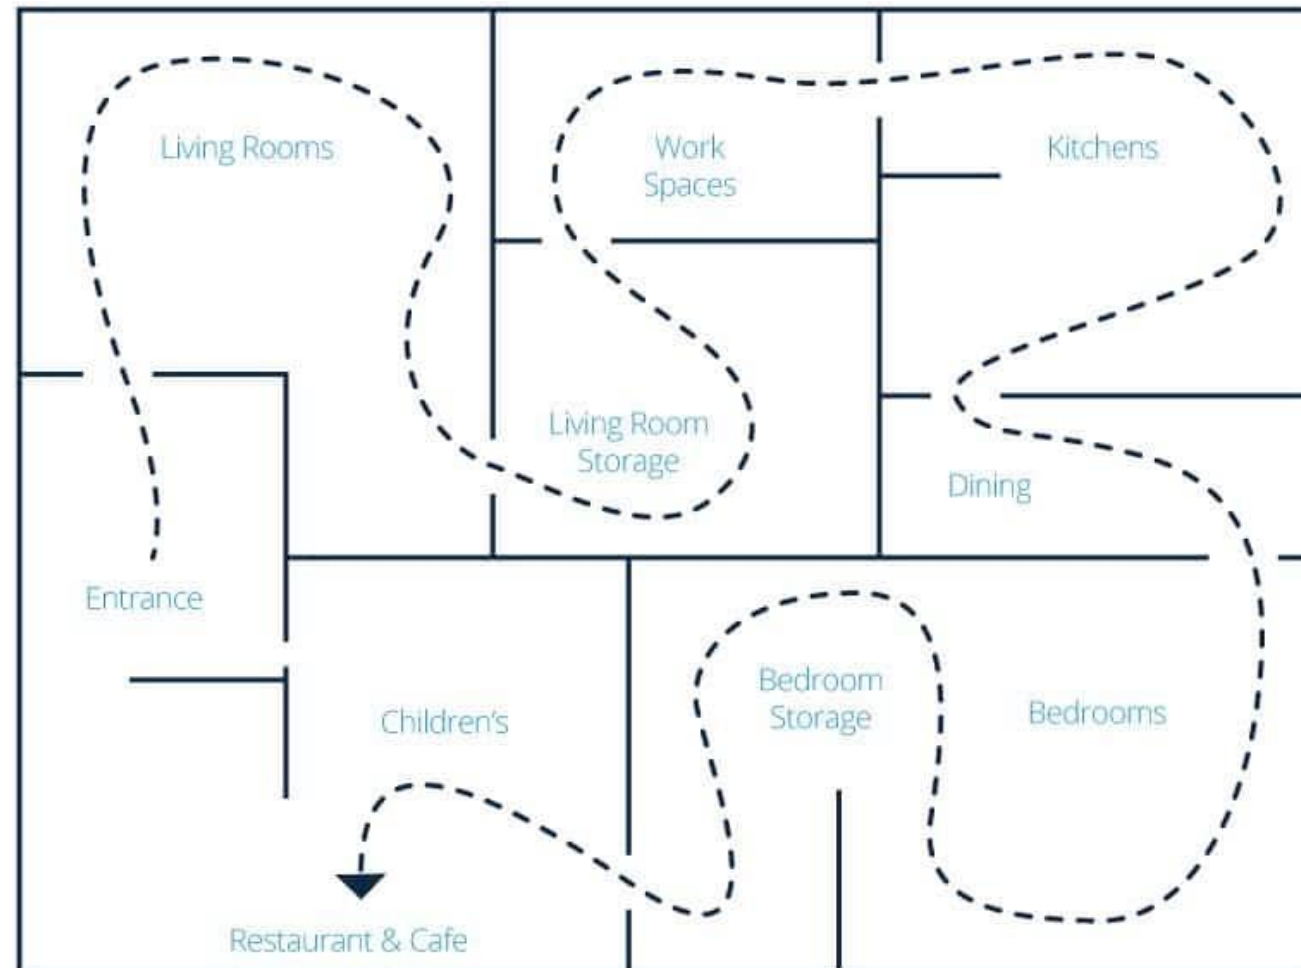 Living Rooms
Work
Spaces
Kitchens
Living Room
Storage
Dining
Entrance
Bedroom
Storage
Bedrooms
Children's
Restaurant & Cafe